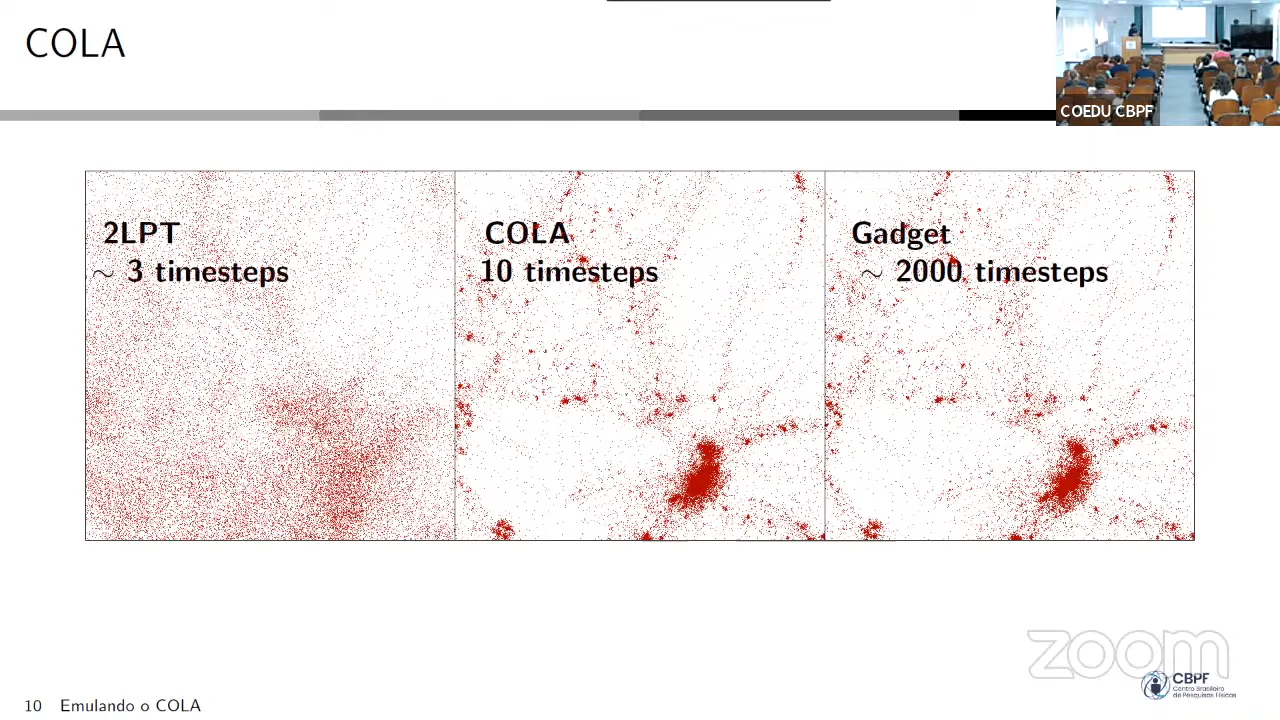 COLA
COEDU CBPF
2LPT
∼ 3 timesteps
COLA
10 timesteps
Gadget
∼ 2000 timesteps
zoom
CBPF
Centro Brasileiro
de Pesquisas Físicas
10 Emulando o COLA